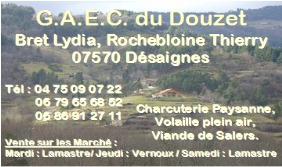 G.A.E.C. du Douzet
Bret Lydia, Rochebloine Thierry
07570 Désaignes
Tél : 04 75 09 07 22
06 79 65 68 62
06 86 91 27 11
Charcuterie Paysanne,
Volaille plein air,
Viande de Salers.
Vente sur les Marché :
Mardi : Lamastre/ Jeudi : Vernoux / Samedi : Lamastre